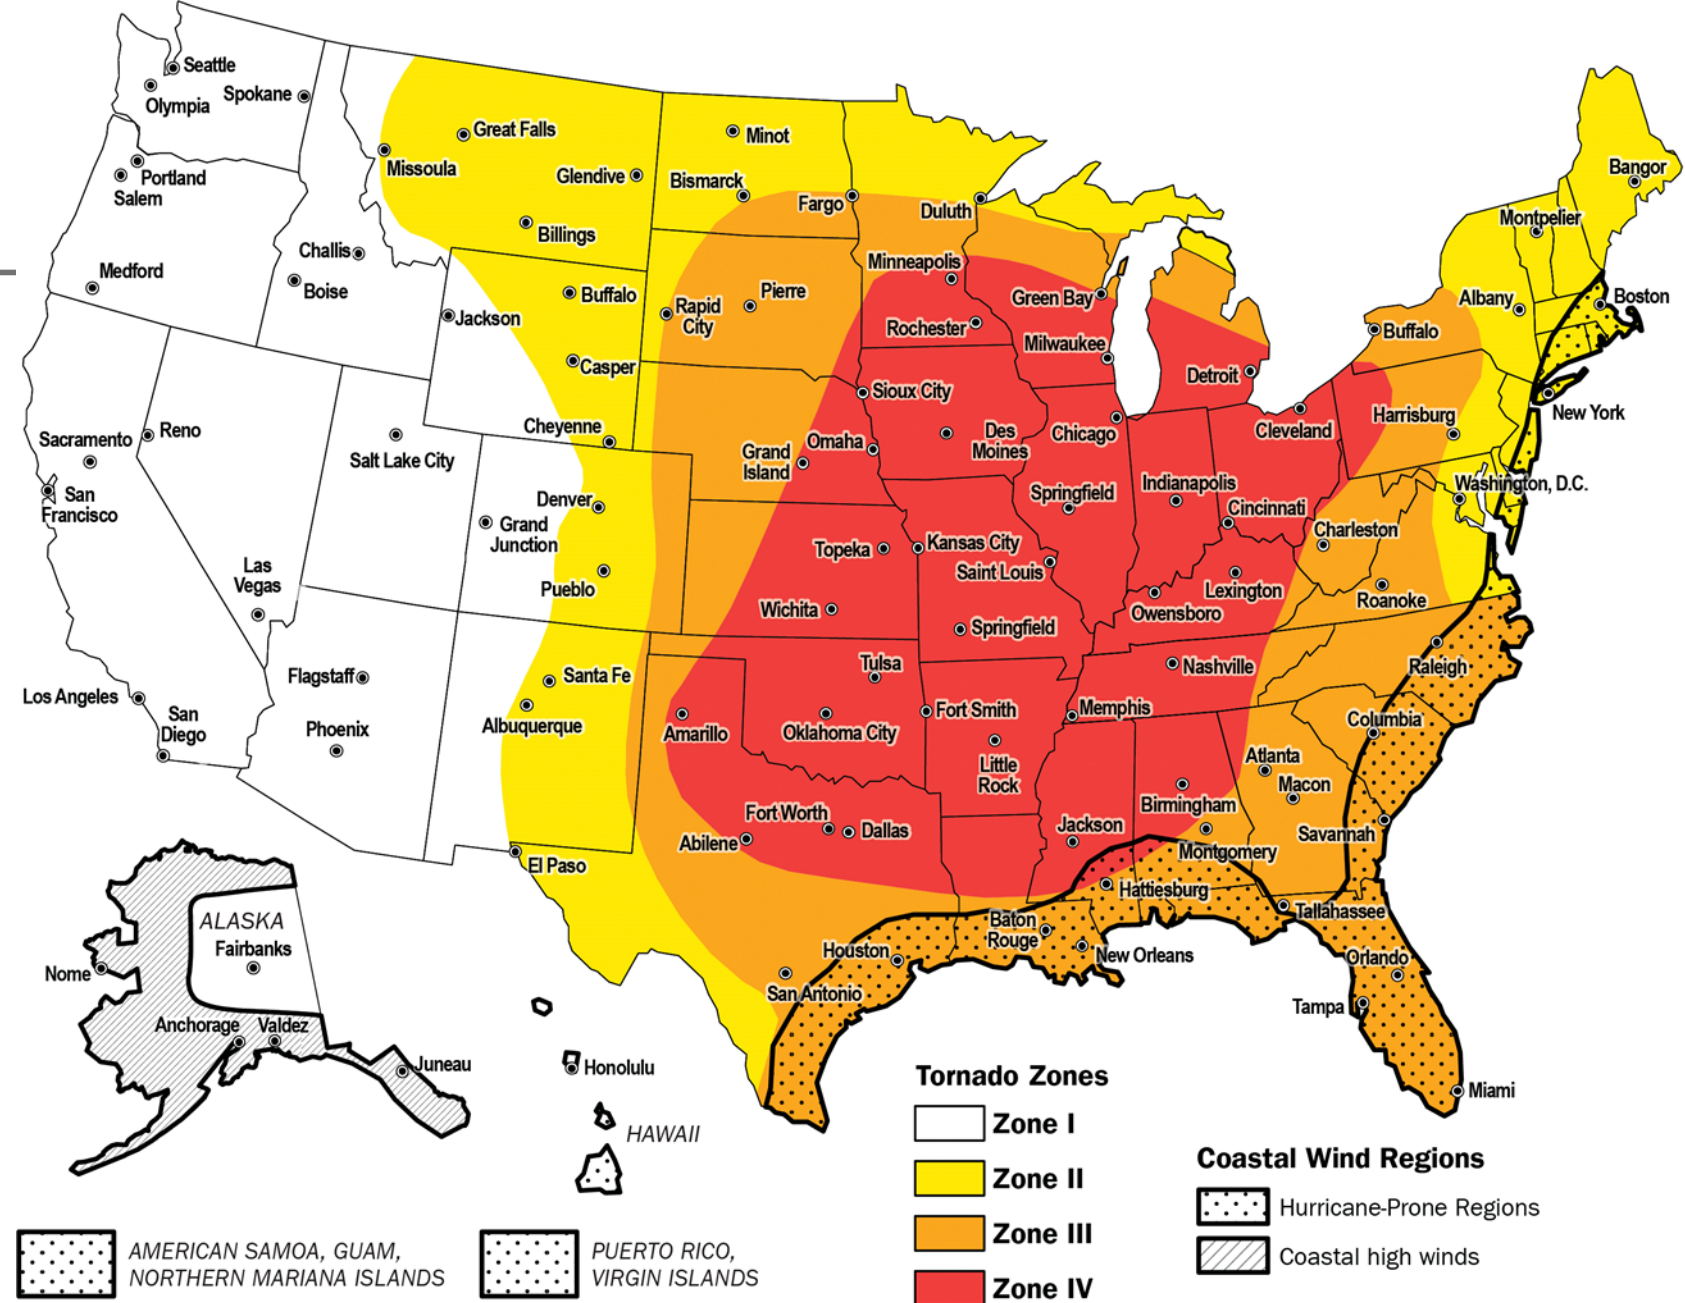 Seattle
Olympia
Spokane
Portland
Salem
Medford
Challis
Boise
Great Falls
Missoula
Glendive
Billings
Minot
Bismarck
Fargo
Duluth
Bangor
Montpelier
Jackson
Buffalo
Casper
Cheyenne
Rapid
City
Pierre
Minneapolis
Rochester
Green Bay
Milwaukee
Detroit
Buffalo
Albany
Boston
New York
Sacramento
San
Francisco
Reno
Salt Lake City
Las
Vegas
Grand
Junction
Denver
Pueblo
Grand
Island
Omaha
Sioux City
Des
Moines
Chicago
Cleveland
Harrisburg
Washington, D.C.
Springfield
Indianapolis
Cincinnati
Charleston
Topeka
Kansas City
Saint Louis
Lexington
Owensboro
Roanoke
Wichita
Springfield
Los Angeles
San
Diego
Flagstaff
Phoenix
Santa Fe
Albuquerque
Amarillo
Tulsa
Oklahoma City
Fort Smith
Little
Rock
Memphis
Nashville
Raleigh
Columbia
Atlanta
Macon
Birmingham
Savannah
Montgomery
El Paso
Abilene
Fort Worth
Dallas
Jackson
Hattiesburg
Tallahassee
Baton
Rouge
New Orleans
Houston
San Antonio
Orlando
Tampa
Miami
ALASKA
Fairbanks
Nome
Anchorage
Valdez
Juneau
Honolulu
HAWAII
AMERICAN SAMOA, GUAM,
NORTHERN MARIANA ISLANDS
PUERTO RICO,
VIRGIN ISLANDS
Tornado Zones
Zone I
Zone II
Zone III
Zone IV
Coastal Wind Regions
Hurricane-Prone Regions
Coastal high winds